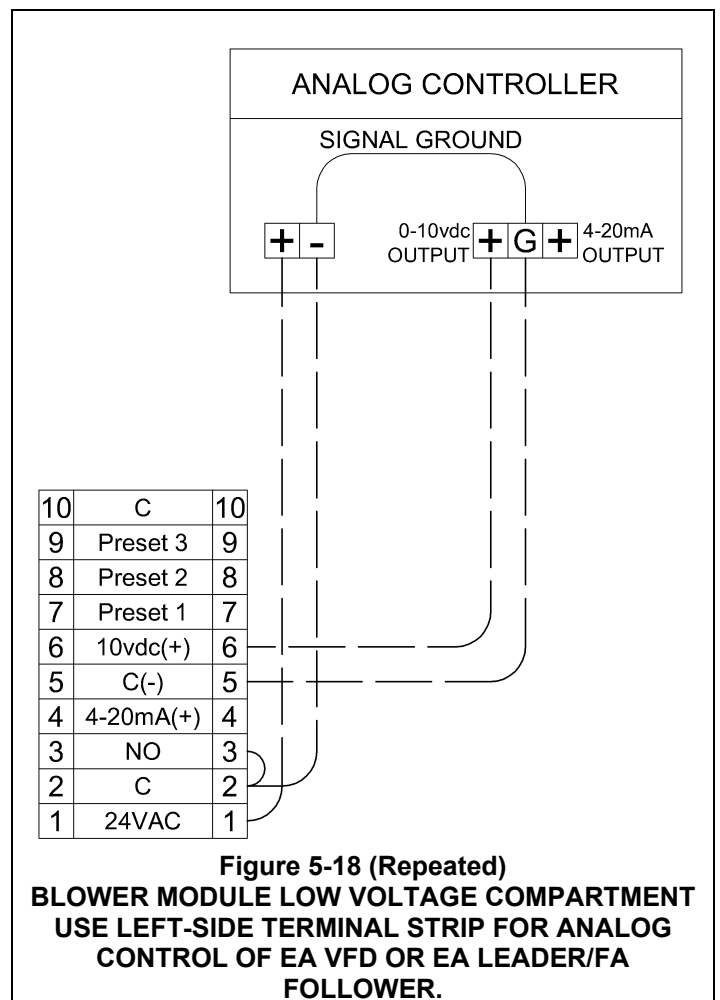 ANALOG CONTROLLER
SIGNAL GROUND
+ -
0-10vdc
OUTPUT
+ G +
4-20mA
OUTPUT
10 C 10
9 Preset 3 9
8 Preset 2 8
7 Preset 1 7
6 10vdc(+) 6
5 C(-) 5
4 4-20mA(+) 4
3 NO 3
2 C 2
1 24VAC 1
Figure 5-18 (Repeated)
BLOWER MODULE LOW VOLTAGE COMPARTMENT
USE LEFT-SIDE TERMINAL STRIP FOR ANALOG
CONTROL OF EA VFD OR EA LEADER/FA
FOLLOWER.